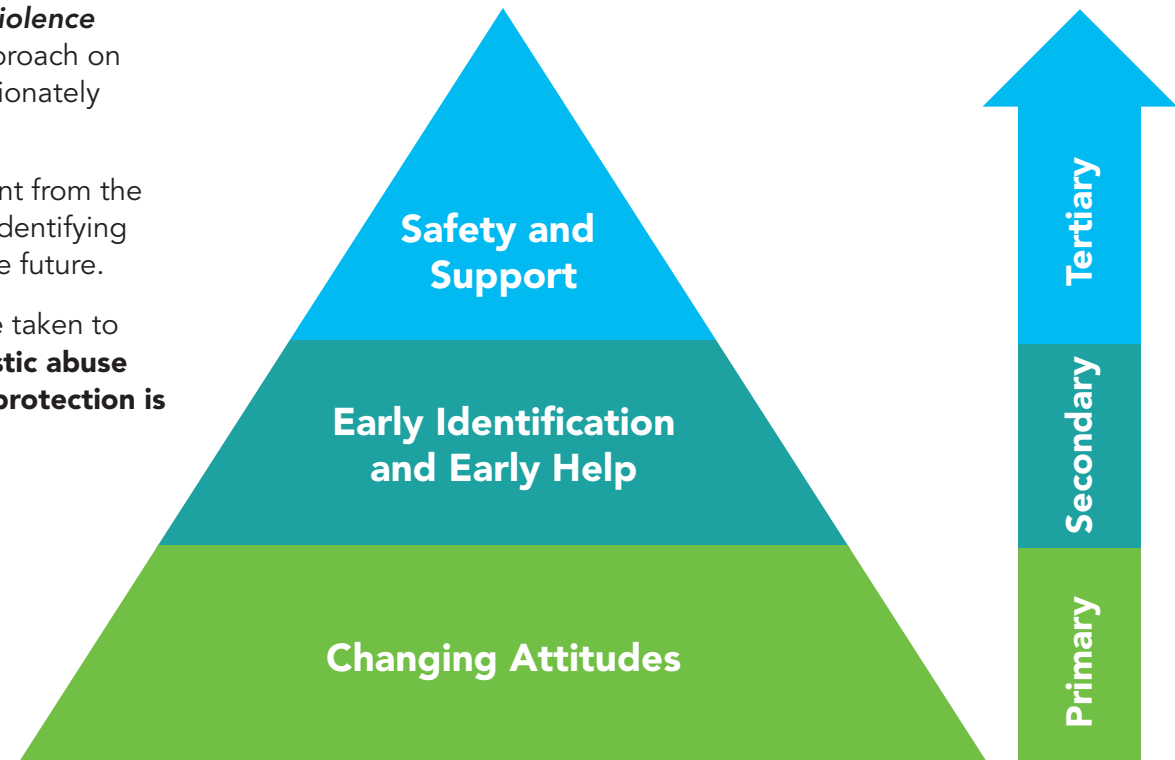 iolence
proach on
ionately
nt from the
dentifying
e future.
e taken to
stic abuse
protection is
Safety and
Support
Early Identification
and Early Help
Changing Attitudes
Tertiary
Secondary
Primary